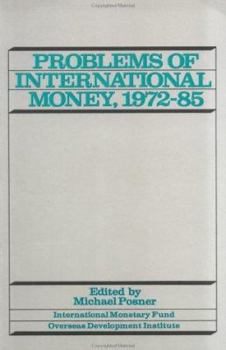 PROBLEMS OF
INTERNATIONAL
MONEY, 1972-85
Edited by
Michael Posner
International Monetary Fund
Overseas Development Institute